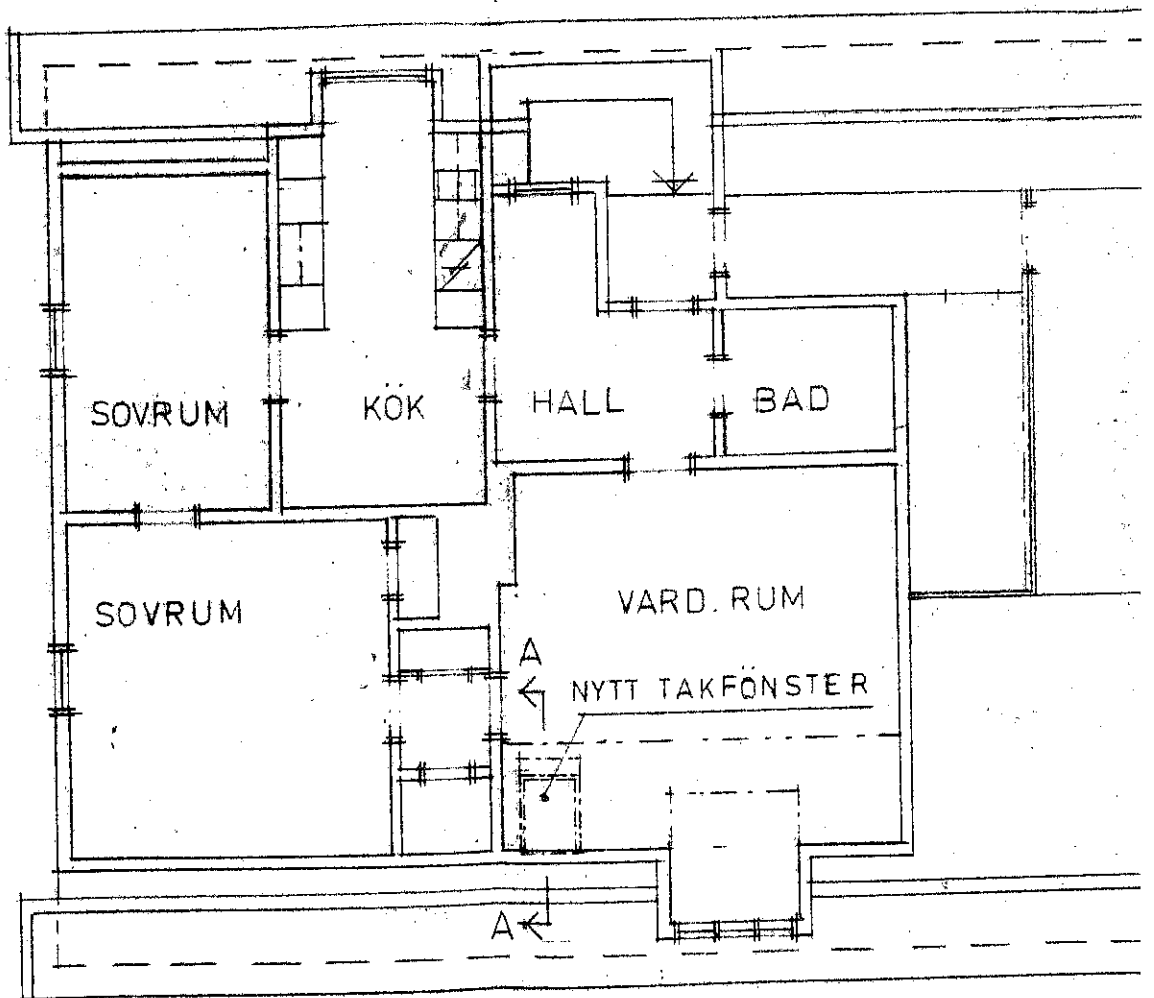 SOVRUM
KÖK
HALL
BAD
SOVRUM
VARD. RUM
A
NYTT TAKFÖNSTER
A